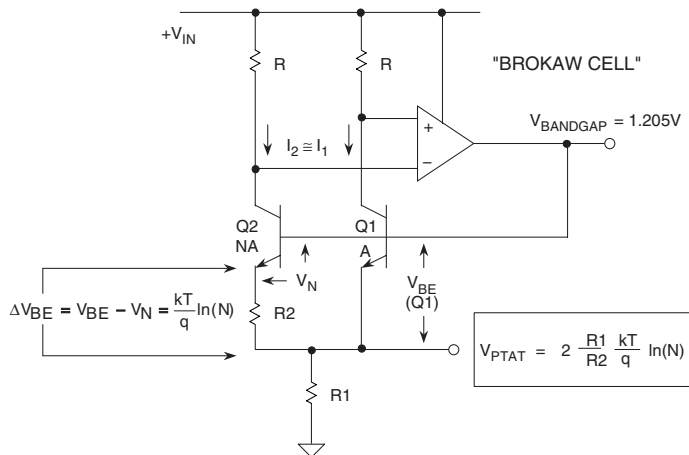 +VIN
R
R
"BROKAW CELL"
VBANDGAP = 1.205V
+
−
I2 ≅ I1
Q2
NA
Q1
A
VN
VBE
(Q1)
ΔVBE = VBE − VN = kT/q ln(N)
R2
VPTAT = 2 R1/R2 kT/q ln(N)
R1